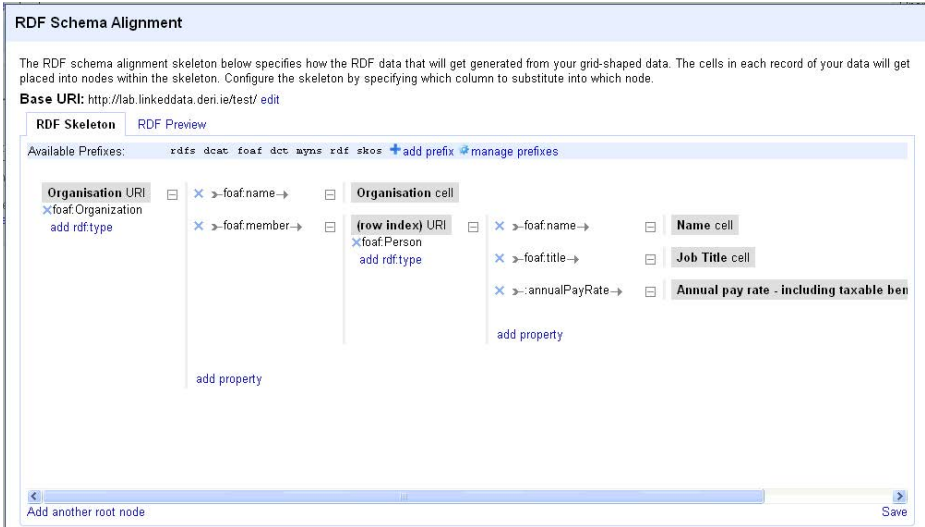 RDF Schema Alignment
The RDF schema alignment skeleton below specifies how the RDF data that will get generated from your grid-shaped data. The cells in each record of your data will get
placed into nodes within the skeleton. Configure the skeleton by specifying which column to substitute into which node.
Base URI: http://lab.linkeddata.deri.ie/test/ edit
RDF Skeleton RDF Preview
Available Prefixes: rdfs dcat foaf dct myns rdf skos add prefix manage prefixes
Organisation URI foaf:name Organisation cell
foaf:Organization
add rdf:type
foaf:member (row index) URI foaf:name Name cell
foaf:Person
add rdf:type
foaf:title Job Title cell
:annualPayRate Annual pay rate - including taxable ben
add property
add property
Add another root node Save